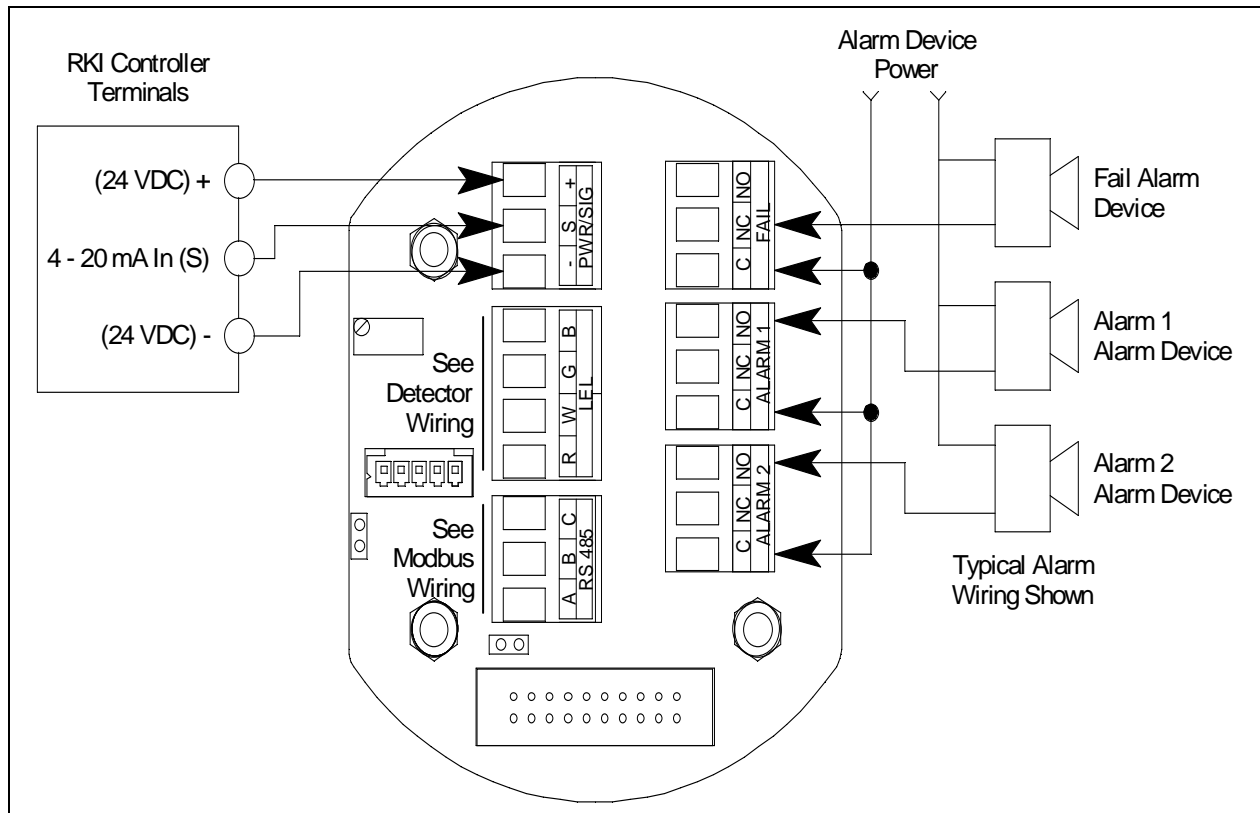 RKI Controller
Terminals
(24 VDC) +
4 - 20 mA In (S)
(24 VDC) -
- S +
PWR/SIG
See
Detector
Wiring
R W G B
LEL
See
Modbus
Wiring
A B C
RS 485
C NC NO
FAIL
C NC NO
ALARM 1
C NC NO
ALARM 2
Alarm Device
Power
Fail Alarm
Device
Alarm 1
Alarm Device
Alarm 2
Alarm Device
Typical Alarm
Wiring Shown